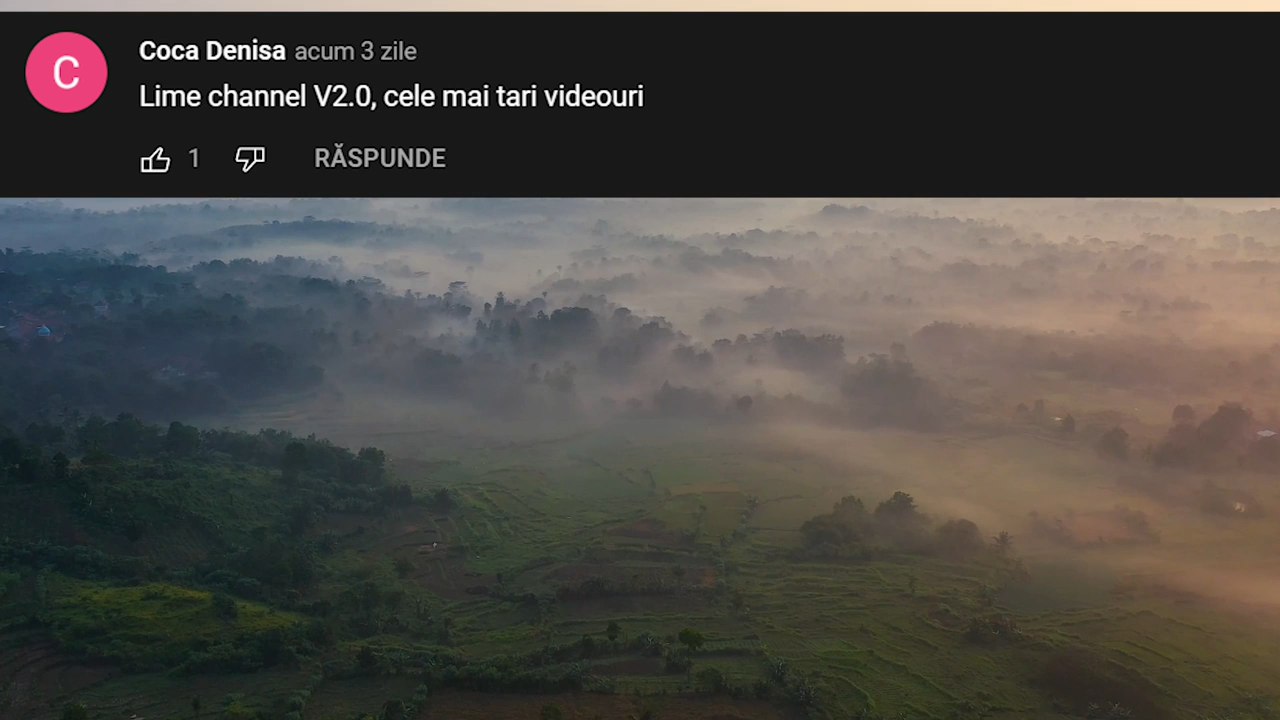 C
Coca Denisa acum 3 zile
Lime channel V2.0, cele mai tari videouri
1
RĂSPUNDE